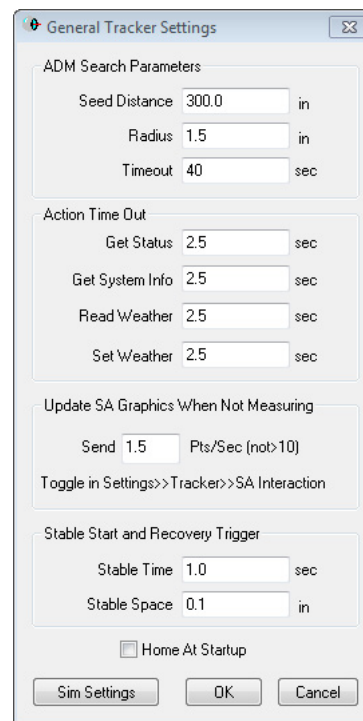 General Tracker Settings
ADM Search Parameters
Seed Distance 300.0 in
Radius 1.5 in
Timeout 40 sec
Action Time Out
Get Status 2.5 sec
Get System Info 2.5 sec
Read Weather 2.5 sec
Set Weather 2.5 sec
Update SA Graphics When Not Measuring
Send 1.5 Pts/Sec (not>10)
Toggle in Settings>>Tracker>>SA Interaction
Stable Start and Recovery Trigger
Stable Time 1.0 sec
Stable Space 0.1 in
Home At Startup
Sim Settings OK Cancel